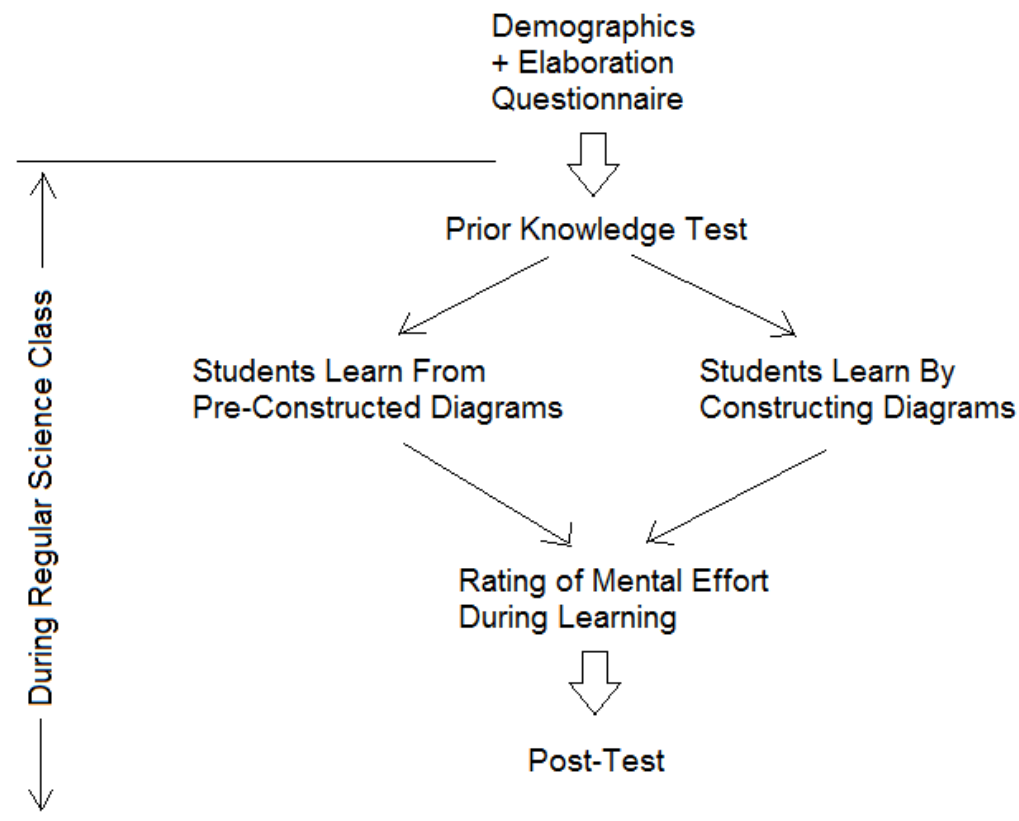 Demographics
+ Elaboration
Questionnaire
Prior Knowledge Test
Students Learn From
Pre-Constructed Diagrams
Students Learn By
Constructing Diagrams
Rating of Mental Effort
During Learning
Post-Test
During Regular Science Class